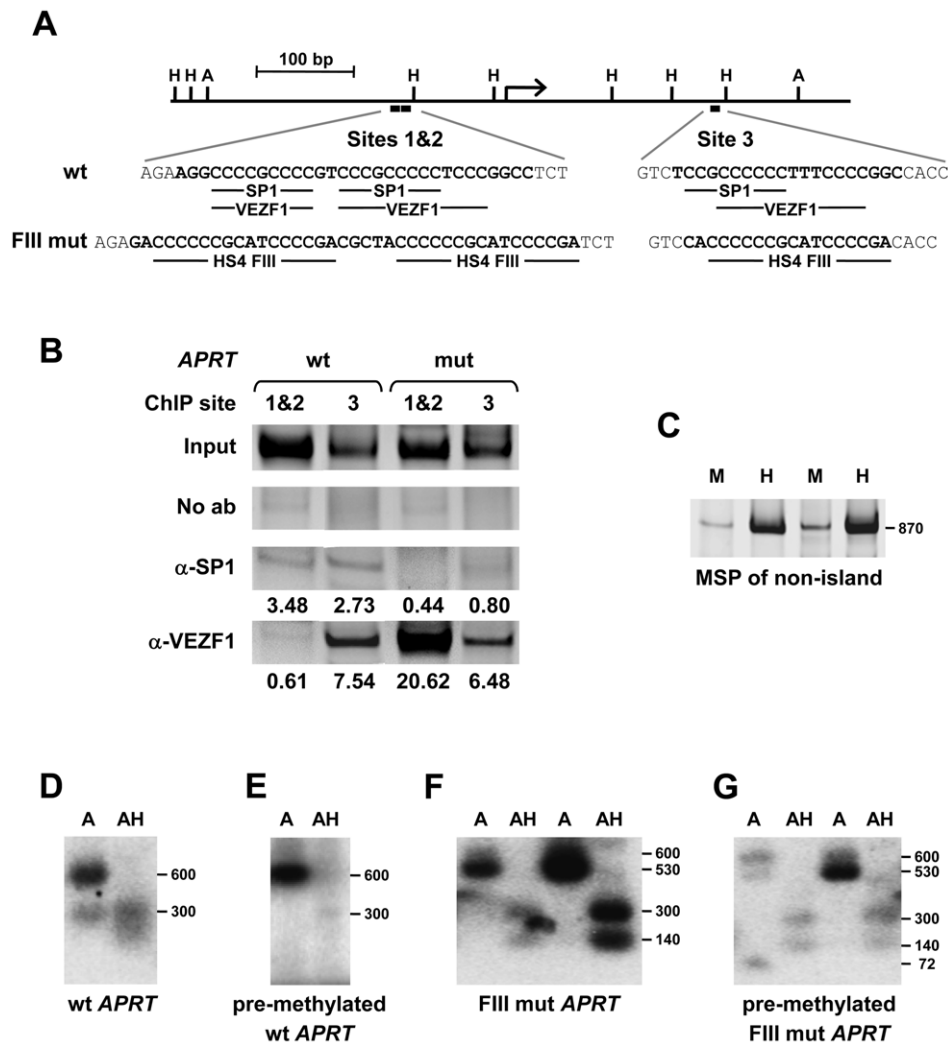 A
100 bp
H H A H H H H H A
Sites 1&2 Site 3
wt AGAAGGCCCCGCCCCGTCCCGCCCCCTCCCGGCCTCT GTCTCCGCCCCCCTTTCCCCGGCCACC
SP1 SP1 SP1
VEZF1 VEZF1 VEZF1
FIII mut AGAGACCCCCCGCATCCCCGACGCTACCCCCCGCATCCCCGATCT GTCCACCCCCCGCATCCCCGACACC
HS4 FIII HS4 FIII HS4 FIII
B
APRT wt mut
ChIP site 1&2 3 1&2 3
Input
No ab
α-SP1
3.48 2.73 0.44 0.80
α-VEZF1
0.61 7.54 20.62 6.48
C
M H M H
870
MSP of non-island
D
A AH
600
300
wt APRT
E
A AH
600
300
pre-methylated
wt APRT
F
A AH A AH
600
530
300
140
FIII mut APRT
G
A AH A AH
600
530
300
140
72
pre-methylated
FIII mut APRT